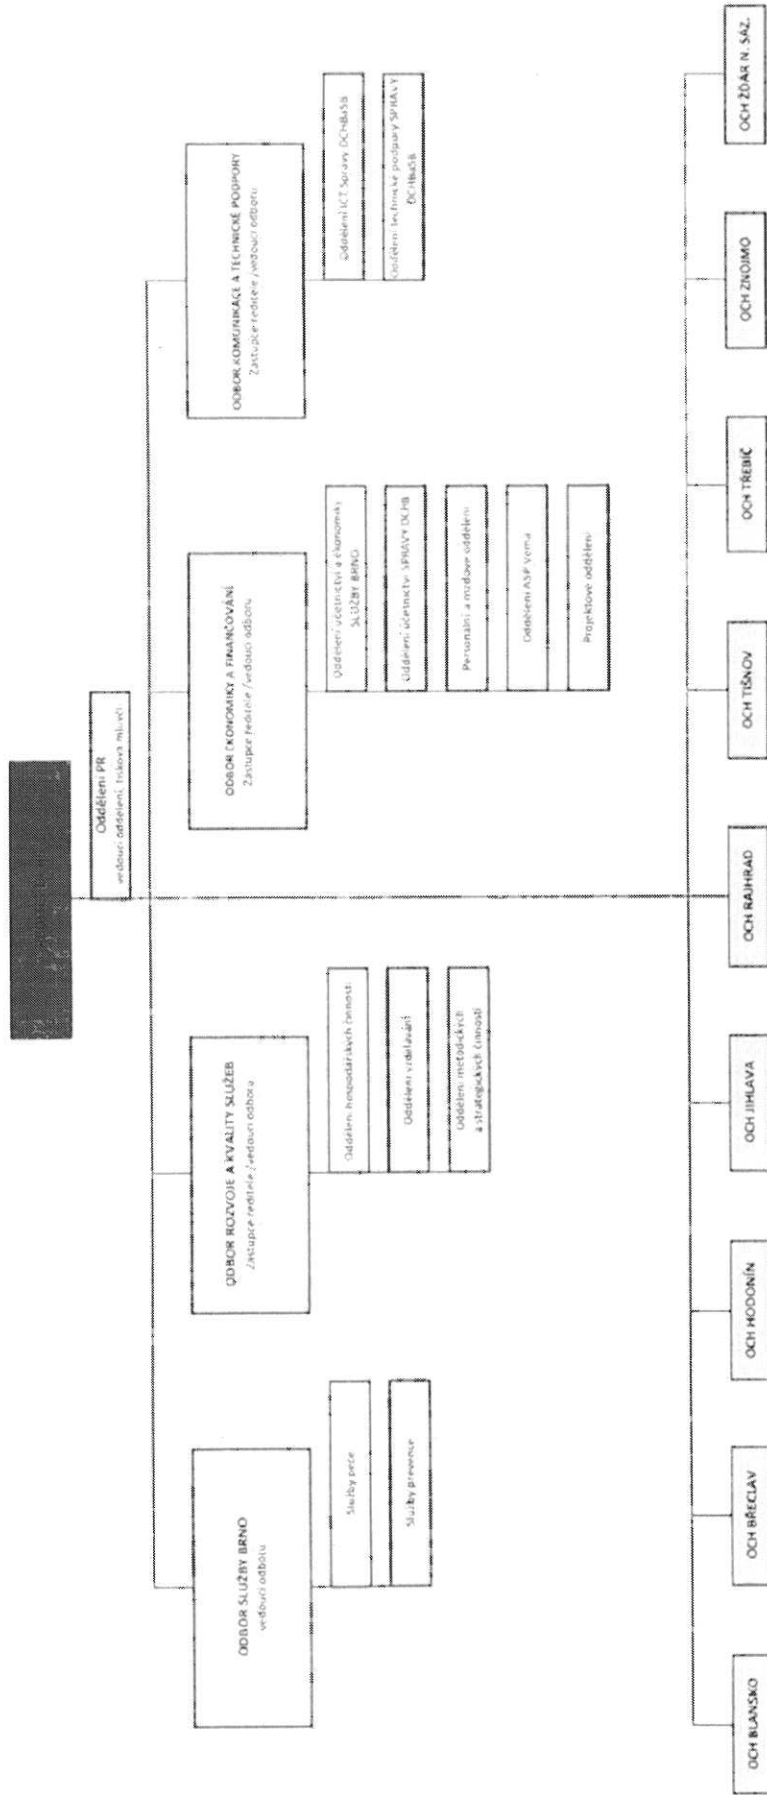 Oddělení PR
vedoucí oddělení, tisková mluvčí
ODBOR SLUŽBY BRNO
vedoucí odboru
Služby péče
Služby prevence
ODBOR ROZVOJE A KVALITY SLUŽEB
Zástupce ředitele /vedoucí odboru
Oddělení hospodářských činností
Oddělení vzdělávání
Oddělení metodických
a strategických činností
ODBOR EKONOMIKY A FINANCOVÁNÍ
Zástupce ředitele /vedoucí odboru
Oddělení účetnictví a ekonomiky
SLUŽBY BRNO
Oddělení účetnictví SPRÁVY DCHB
Personální a mzdové oddělení
Oddělení ASP Vema
Projektové oddělení
ODBOR KOMUNIKACE A TECHNICKÉ PODPORY
Zástupce ředitele /vedoucí odboru
Oddělení ICT Správy DCHBaSB
Oddělení technické podpory SPRÁVY
DCHBaSB
OCH BLANSKO
OCH BŘECLAV
OCH HODONÍN
OCH JIHLAVA
OCH RAJHRAD
OCH TIŠNOV
OCH TŘEBÍČ
OCH ZNOJMO
OCH ŽĎÁR N. SÁZ.